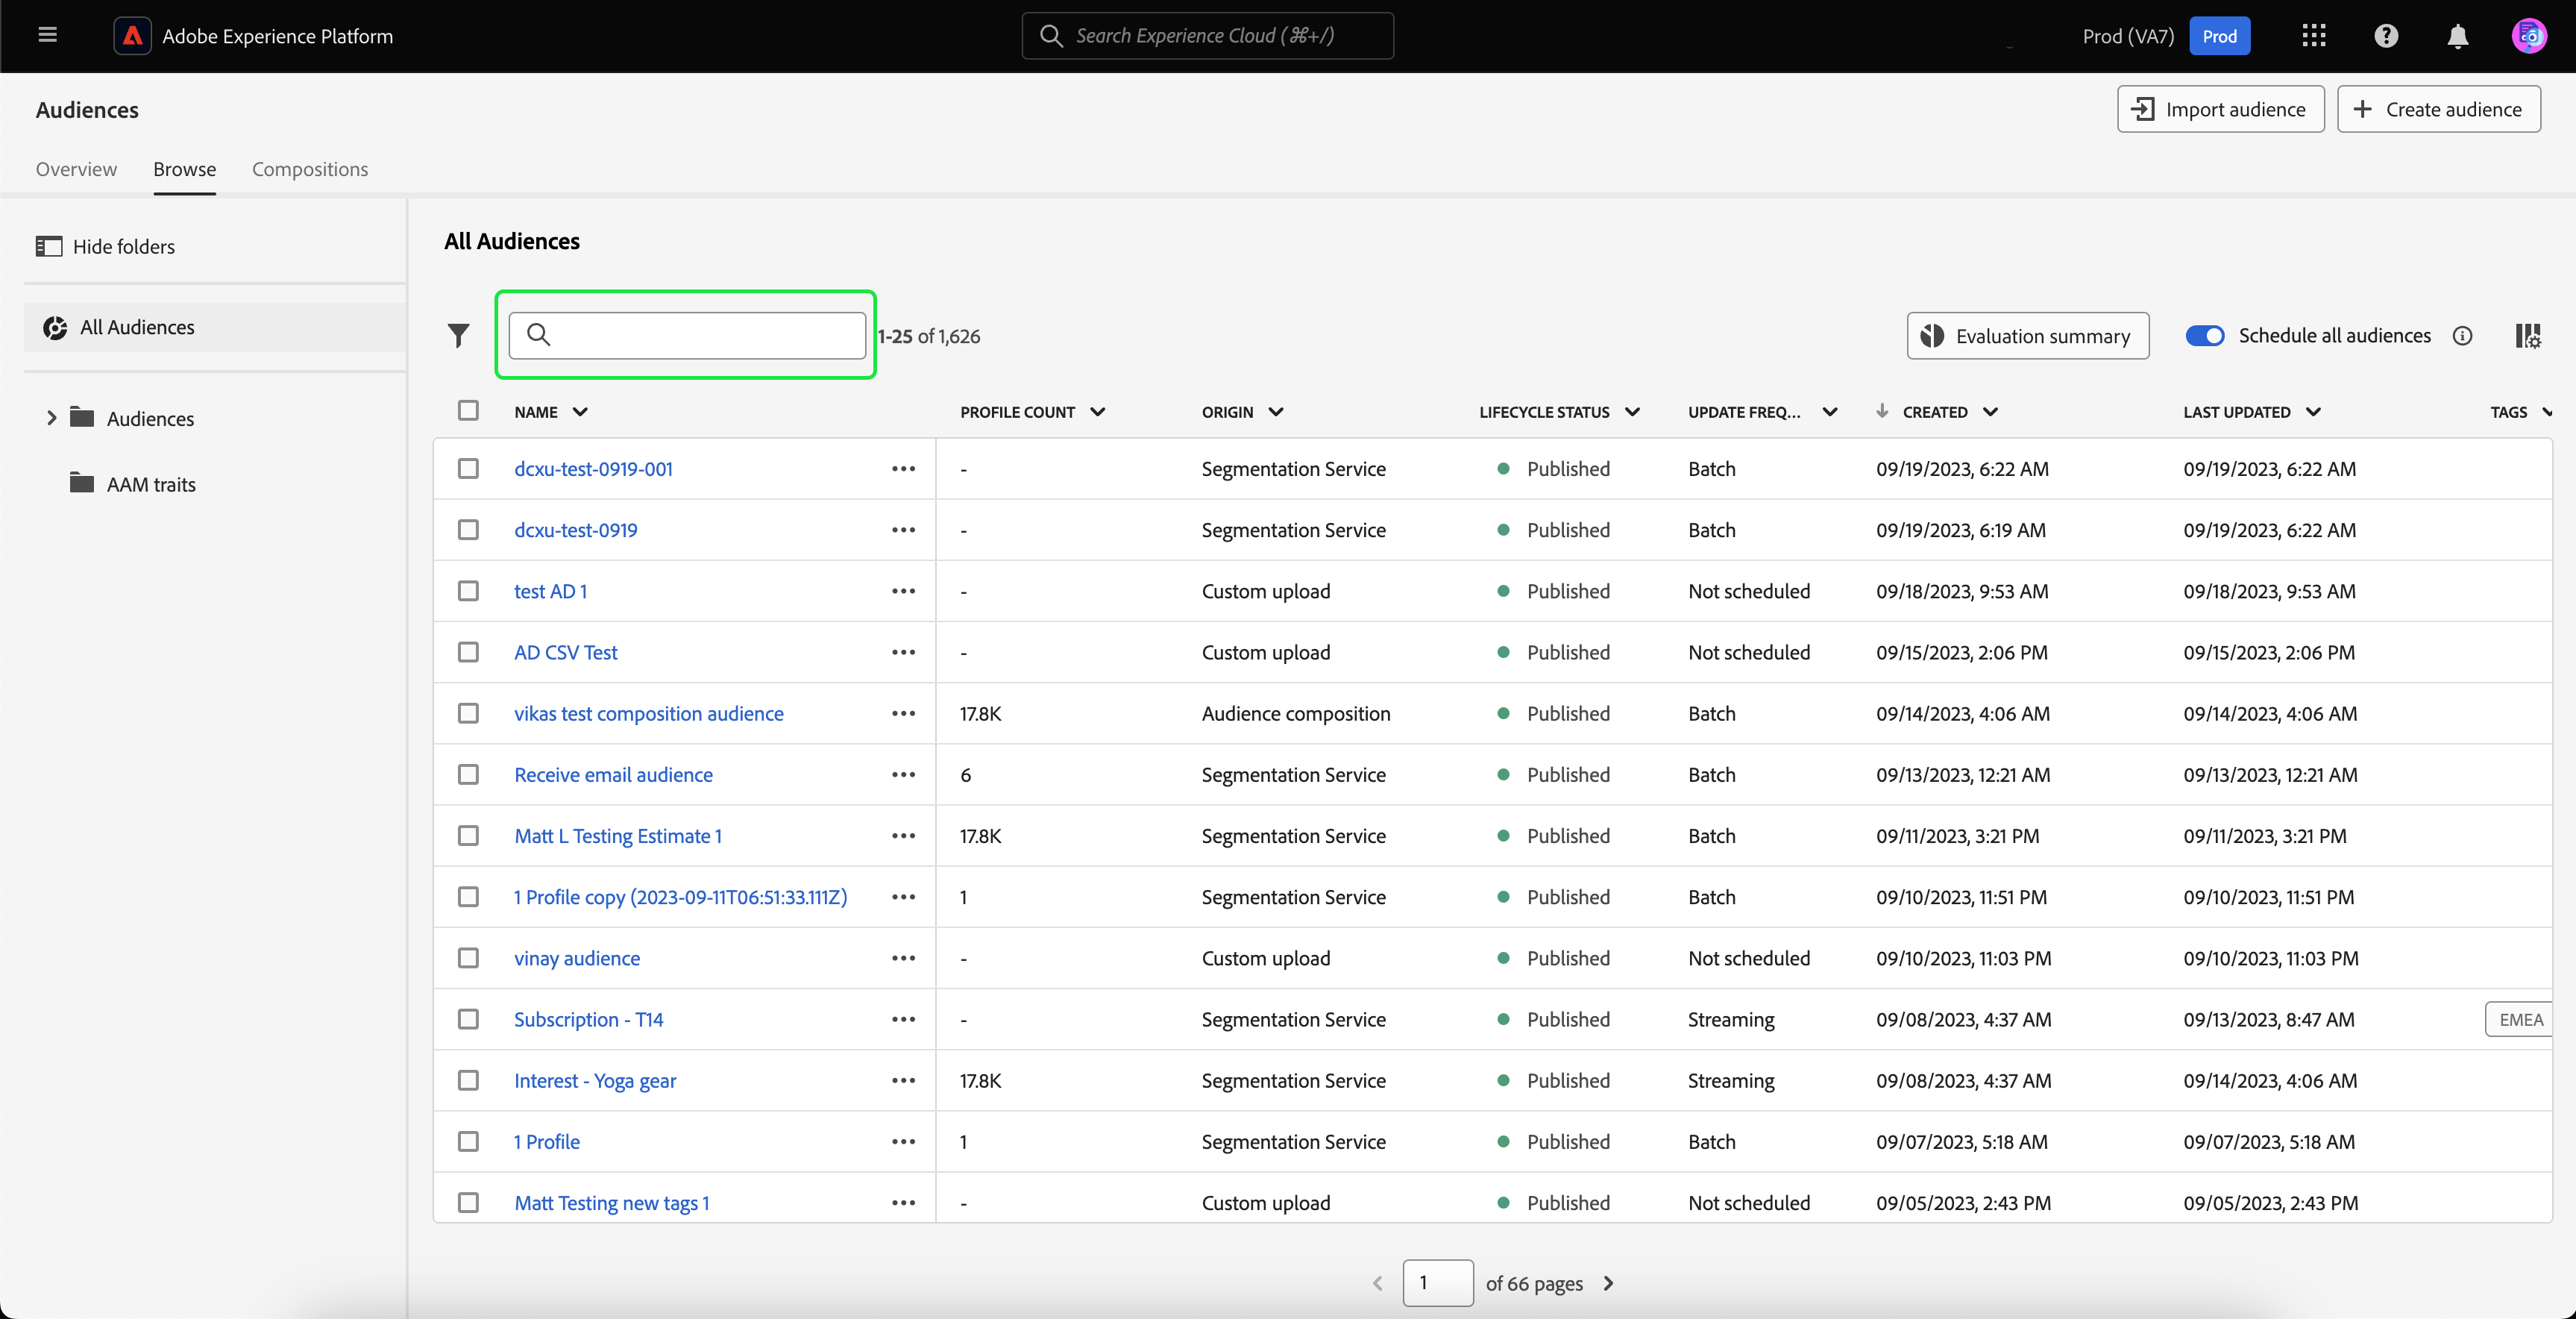 Adobe Experience Platform
Search Experience Cloud (⌘+/)
Prod (VA7)
Prod
Audiences
Import audience
Create audience
Overview
Browse
Compositions
Hide folders
All Audiences
Audiences
AAM traits
All Audiences
1-25 of 1,626
Evaluation summary
Schedule all audiences
NAME PROFILE COUNT ORIGIN LIFECYCLE STATUS UPDATE FREQ... CREATED LAST UPDATED TAGS
dcxu-test-0919-001 ••• - Segmentation Service Published Batch 09/19/2023, 6:22 AM 09/19/2023, 6:22 AM
dcxu-test-0919 ••• - Segmentation Service Published Batch 09/19/2023, 6:19 AM 09/19/2023, 6:22 AM
test AD 1 ••• - Custom upload Published Not scheduled 09/18/2023, 9:53 AM 09/18/2023, 9:53 AM
AD CSV Test ••• - Custom upload Published Not scheduled 09/15/2023, 2:06 PM 09/15/2023, 2:06 PM
vikas test composition audience ••• 17.8K Audience composition Published Batch 09/14/2023, 4:06 AM 09/14/2023, 4:06 AM
Receive email audience ••• 6 Segmentation Service Published Batch 09/13/2023, 12:21 AM 09/13/2023, 12:21 AM
Matt L Testing Estimate 1 ••• 17.8K Segmentation Service Published Batch 09/11/2023, 3:21 PM 09/11/2023, 3:21 PM
1 Profile copy (2023-09-11T06:51:33.111Z) ••• 1 Segmentation Service Published Batch 09/10/2023, 11:51 PM 09/10/2023, 11:51 PM
vinay audience ••• - Custom upload Published Not scheduled 09/10/2023, 11:03 PM 09/10/2023, 11:03 PM
Subscription - T14 ••• - Segmentation Service Published Streaming 09/08/2023, 4:37 AM 09/13/2023, 8:47 AM EMEA
Interest - Yoga gear ••• 17.8K Segmentation Service Published Streaming 09/08/2023, 4:37 AM 09/14/2023, 4:06 AM
1 Profile ••• 1 Segmentation Service Published Batch 09/07/2023, 5:18 AM 09/07/2023, 5:18 AM
Matt Testing new tags 1 ••• - Custom upload Published Not scheduled 09/05/2023, 2:43 PM 09/05/2023, 2:43 PM
1 of 66 pages